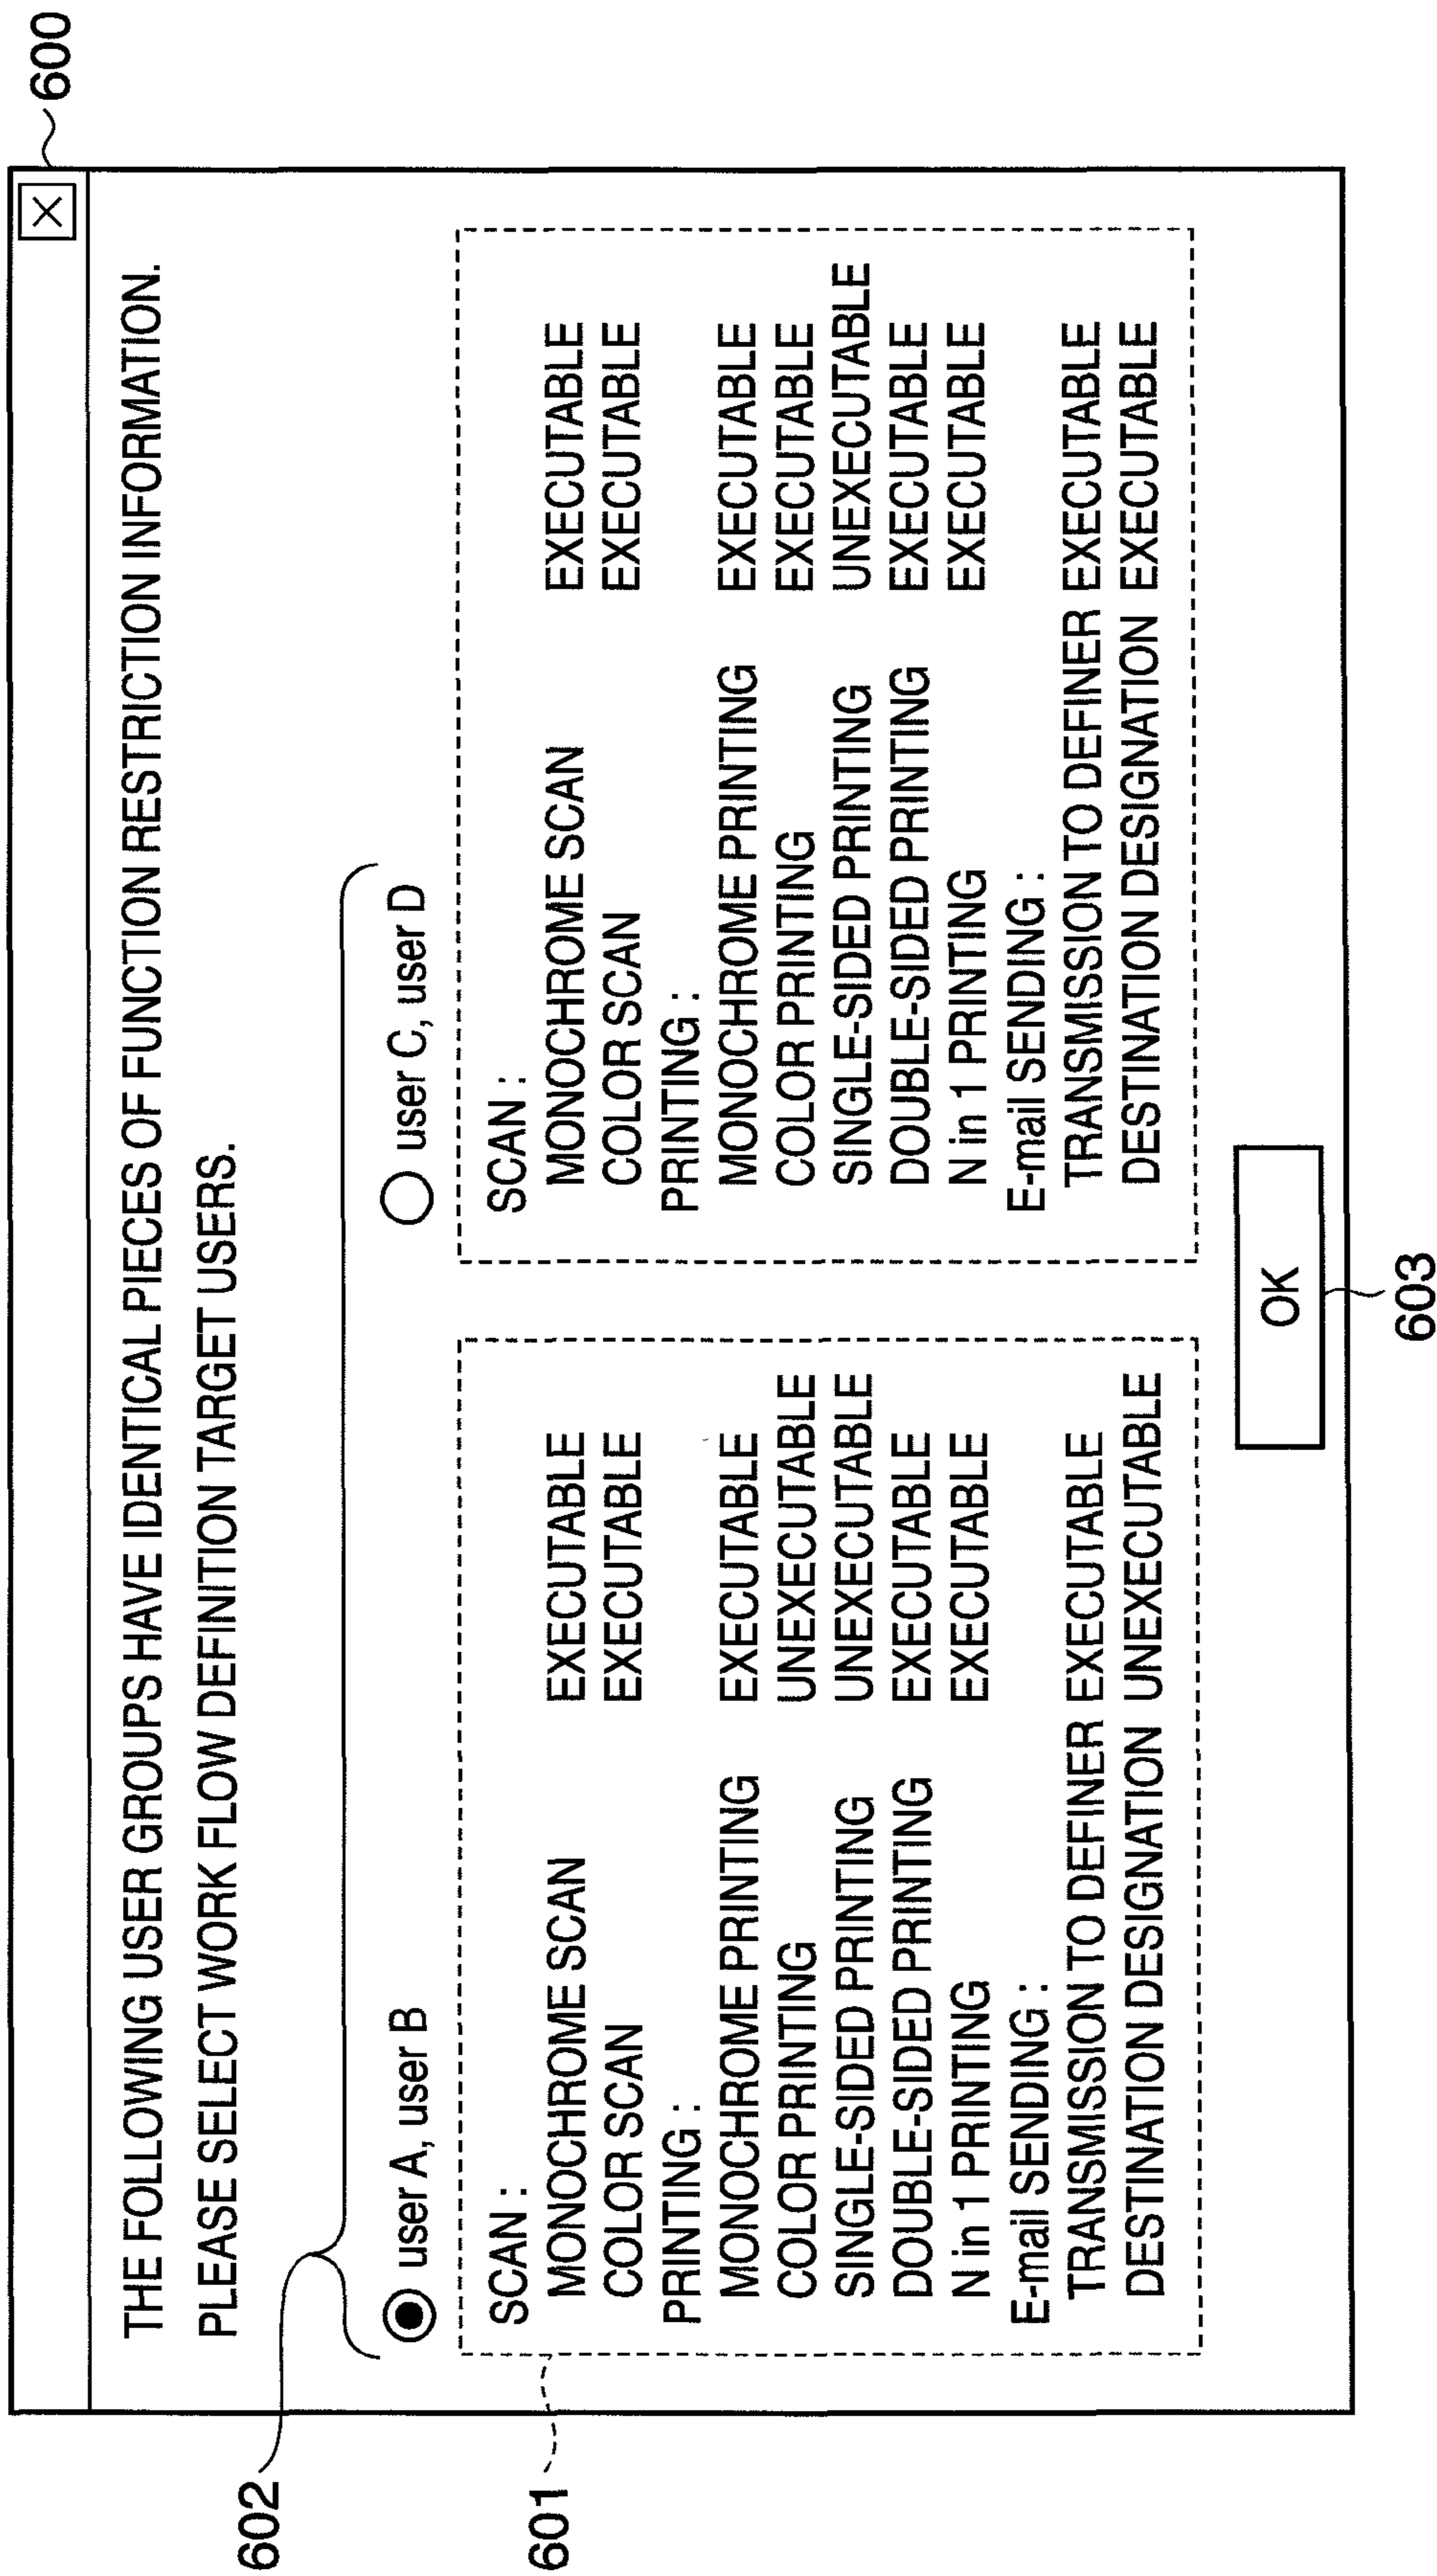 600
THE FOLLOWING USER GROUPS HAVE IDENTICAL PIECES OF FUNCTION RESTRICTION INFORMATION.
PLEASE SELECT WORK FLOW DEFINITION TARGET USERS.
602
user A, user B
601
SCAN :
MONOCHROME SCAN EXECUTABLE
COLOR SCAN EXECUTABLE
PRINTING :
MONOCHROME PRINTING EXECUTABLE
COLOR PRINTING UNEXECUTABLE
SINGLE-SIDED PRINTING UNEXECUTABLE
DOUBLE-SIDED PRINTING EXECUTABLE
N in 1 PRINTING EXECUTABLE
E-mail SENDING :
TRANSMISSION TO DEFINER EXECUTABLE
DESTINATION DESIGNATION UNEXECUTABLE
user C, user D
SCAN :
MONOCHROME SCAN EXECUTABLE
COLOR SCAN EXECUTABLE
PRINTING :
MONOCHROME PRINTING EXECUTABLE
COLOR PRINTING EXECUTABLE
SINGLE-SIDED PRINTING UNEXECUTABLE
DOUBLE-SIDED PRINTING EXECUTABLE
N in 1 PRINTING EXECUTABLE
E-mail SENDING :
TRANSMISSION TO DEFINER EXECUTABLE
DESTINATION DESIGNATION EXECUTABLE
OK
603